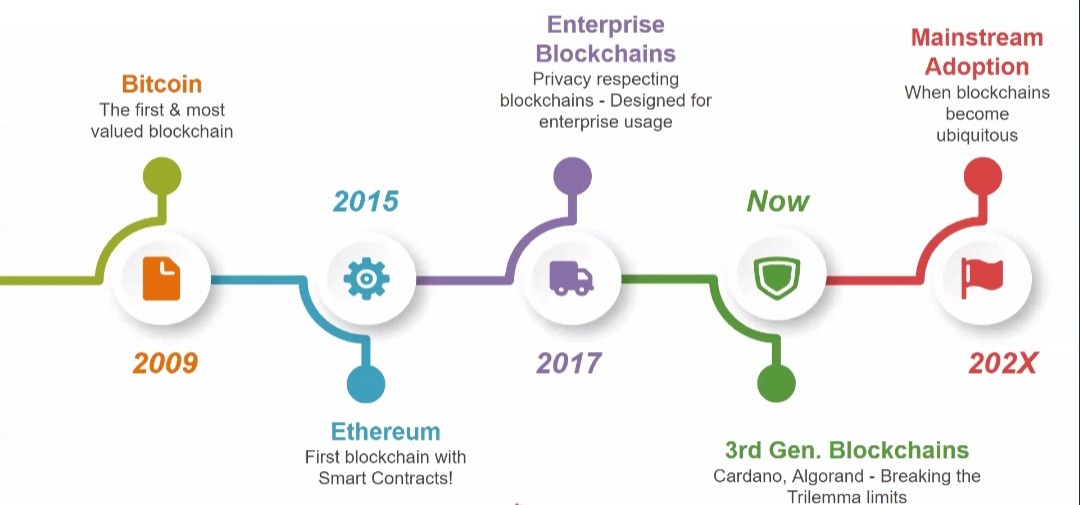 Bitcoin
The first & most
valued blockchain
2009
2015
Ethereum
First blockchain with
Smart Contracts!
Enterprise
Blockchains
Privacy respecting
blockchains - Designed for
enterprise usage
2017
Now
3rd Gen. Blockchains
Cardano, Algorand - Breaking the
Trilemma limits
Mainstream
Adoption
When blockchains
become
ubiquitous
202X